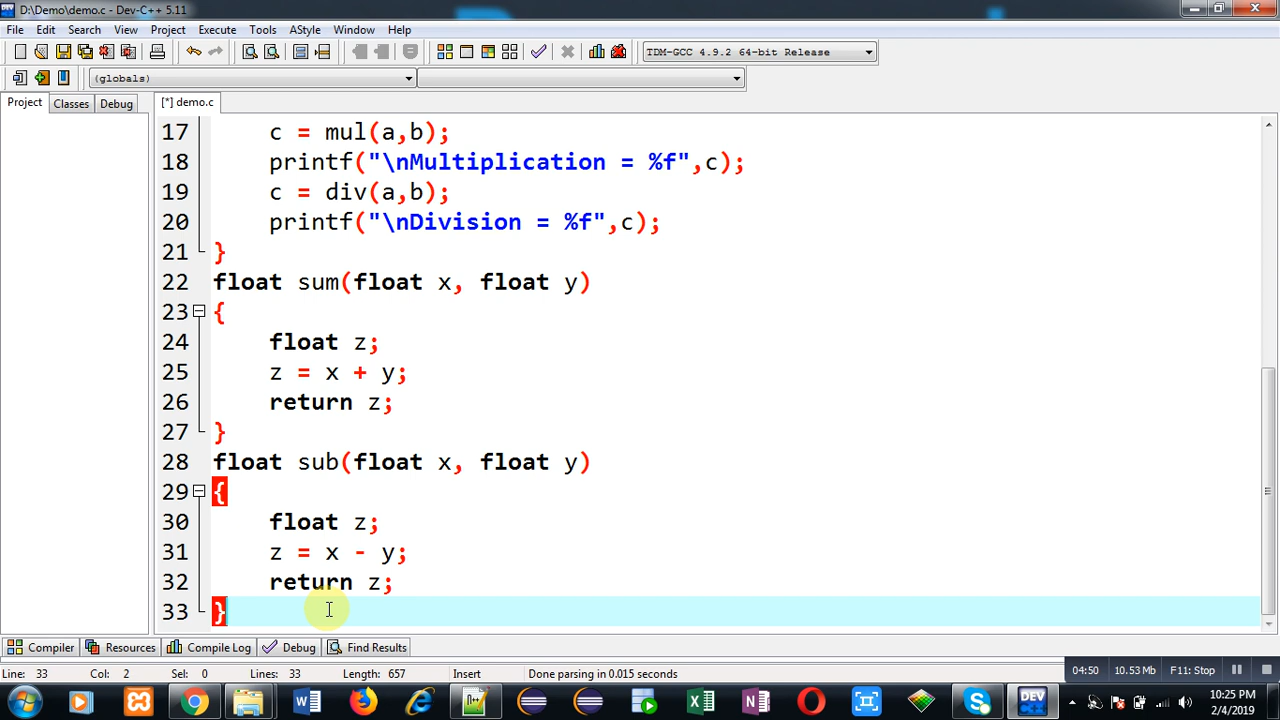 D:\Demo\demo.c - Dev-C++ 5.11
File Edit Search View Project Execute Tools AStyle Window Help
TDM-GCC 4.9.2 64-bit Release
(globals)
Project Classes Debug [*] demo.c
17 c = mul(a,b);
18 printf("\nMultiplication = %f",c);
19 c = div(a,b);
20 printf("\nDivision = %f",c);
21 }
22 float sum(float x, float y)
23 {
24 float z;
25 z = x + y;
26 return z;
27 }
28 float sub(float x, float y)
29 {
30 float z;
31 z = x - y;
32 return z;
33 }
Compiler Resources Compile Log Debug Find Results
Line: 33 Col: 2 Sel: 0 Lines: 33 Length: 657 Insert Done parsing in 0.015 seconds
04:50 10.53 Mb F11: Stop
10:25 PM
2/4/2019